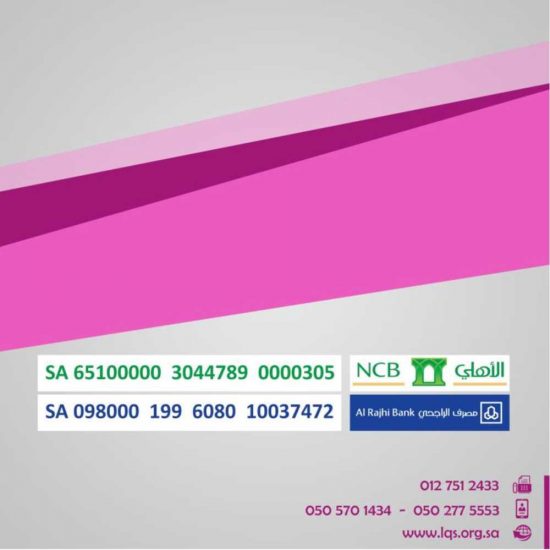 SA 65100000 3044789 0000305 NCB الأهلي
SA 098000 199 6080 10037472 Al Rajhi Bank مصرف الراجحي
012 751 2433
050 570 1434 - 050 277 5553
www.lqs.org.sa